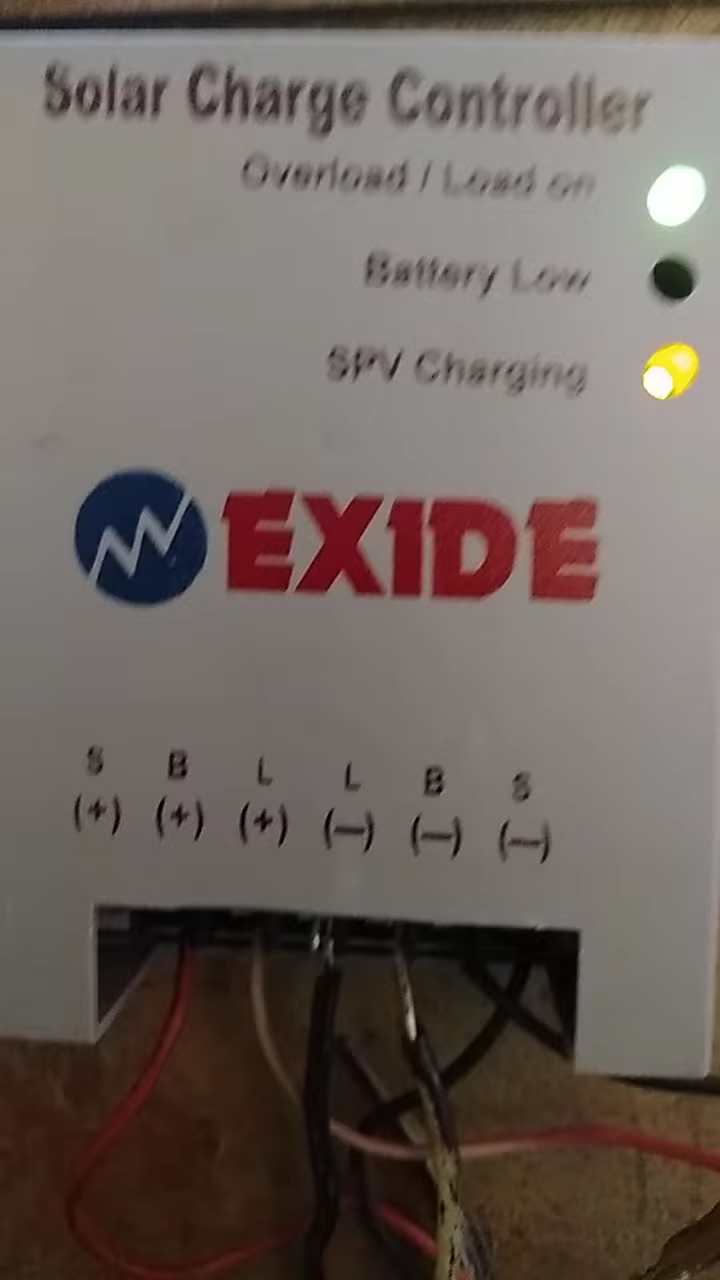 Solar Charge Controller
Overload / Load on
Battery Low
SPV Charging
EXIDE
S B L L B S
(+) (+) (+) (−) (−) (−)